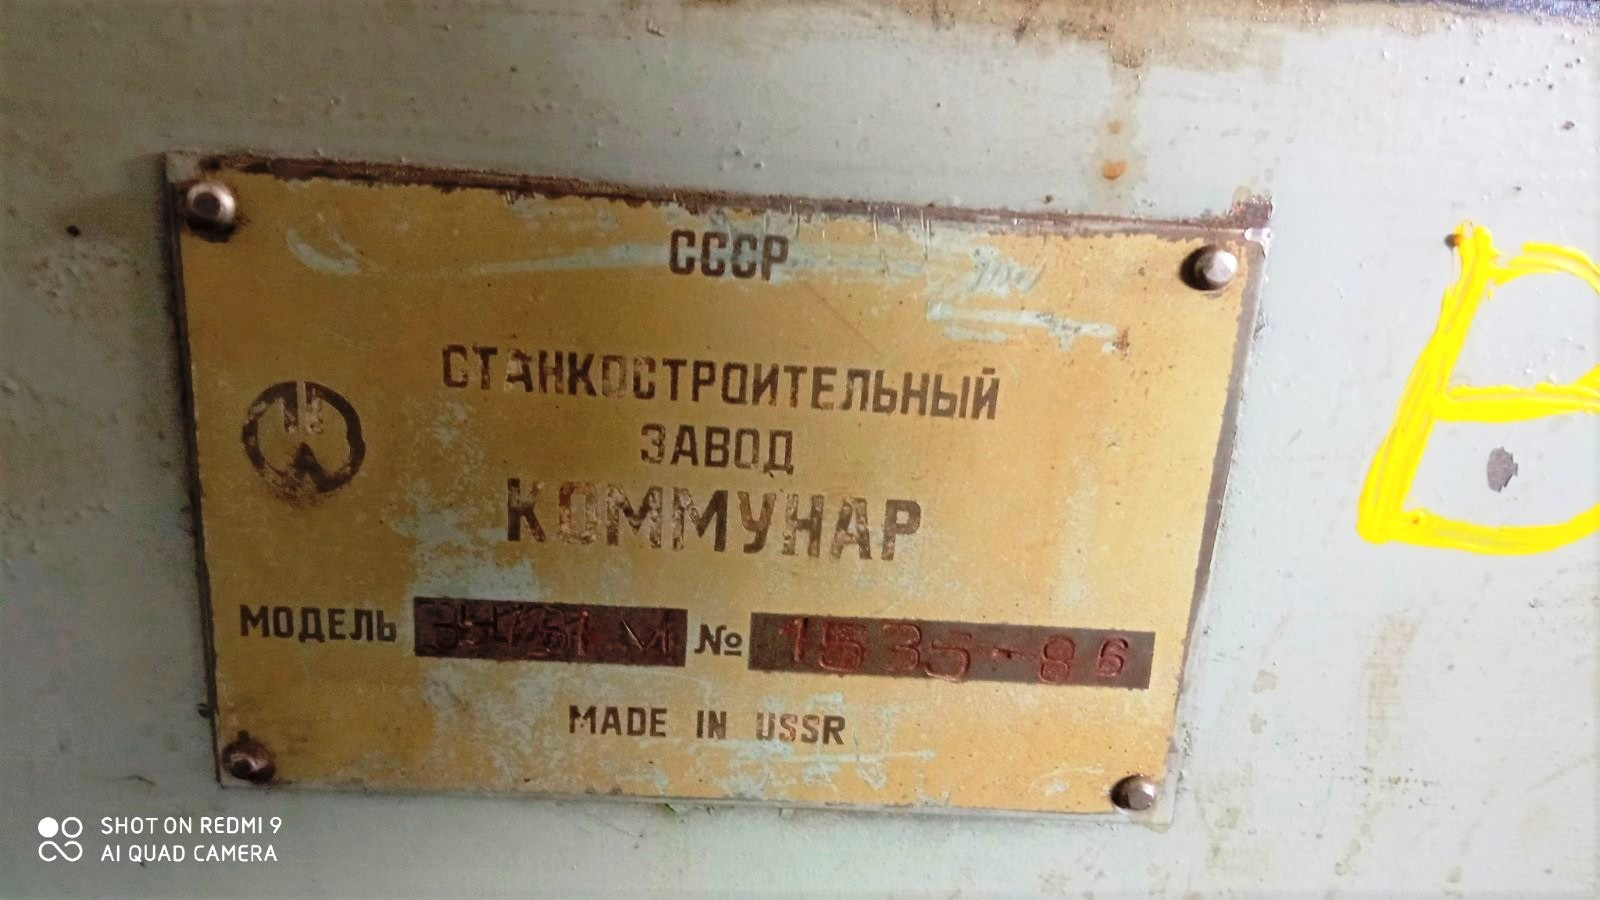 СССР
СТАНКОСТРОИТЕЛЬНЫЙ
ЗАВОД
КОММУНАР
МОДЕЛЬ № 1535-86
MADE IN USSR
В
SHOT ON REDMI 9
AI QUAD CAMERA